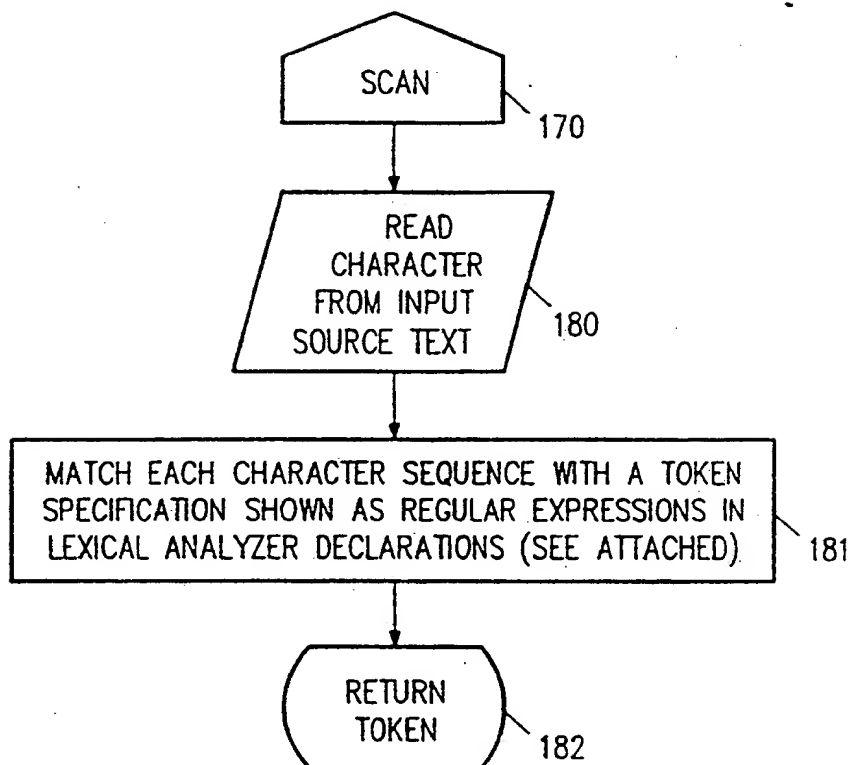 SCAN
170
READ
CHARACTER
FROM INPUT
SOURCE TEXT
180
MATCH EACH CHARACTER SEQUENCE WITH A TOKEN
SPECIFICATION SHOWN AS REGULAR EXPRESSIONS IN
LEXICAL ANALYZER DECLARATIONS (SEE ATTACHED)
181
RETURN
TOKEN
182